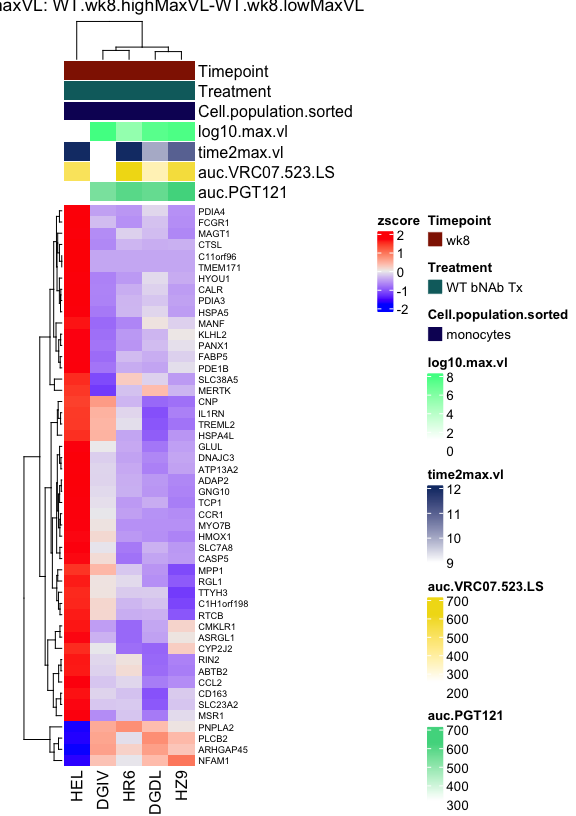 maxVL: WT.wk8.highMaxVL-WT.wk8.lowMaxVL
Timepoint
Treatment
Cell.population.sorted
log10.max.vl
time2max.vl
auc.VRC07.523.LS
auc.PGT121
PDIA4
FCGR1
MAGT1
CTSL
C11orf96
TMEM171
HYOU1
CALR
PDIA3
HSPA5
MANF
KLHL2
PANX1
FABP5
PDE1B
SLC38A5
MERTK
CNP
IL1RN
TREML2
HSPA4L
GLUL
DNAJC3
ATP13A2
ADAP2
GNG10
TCP1
CCR1
MYO7B
HMOX1
SLC7A8
CASP5
MPP1
RGL1
TTYH3
C1H1orf198
RTCB
CMKLR1
ASRGL1
CYP2J2
RIN2
ABTB2
CCL2
CD163
SLC23A2
MSR1
PNPLA2
PLCB2
ARHGAP45
NFAM1
HEL
DGIV
HR6
DGDL
HZ9
zscore
2
1
0
-1
-2
Timepoint
wk8
Treatment
WT bNAb Tx
Cell.population.sorted
monocytes
log10.max.vl
8
6
4
2
0
time2max.vl
12
11
10
9
auc.VRC07.523.LS
700
600
500
400
300
200
auc.PGT121
700
600
500
400
300